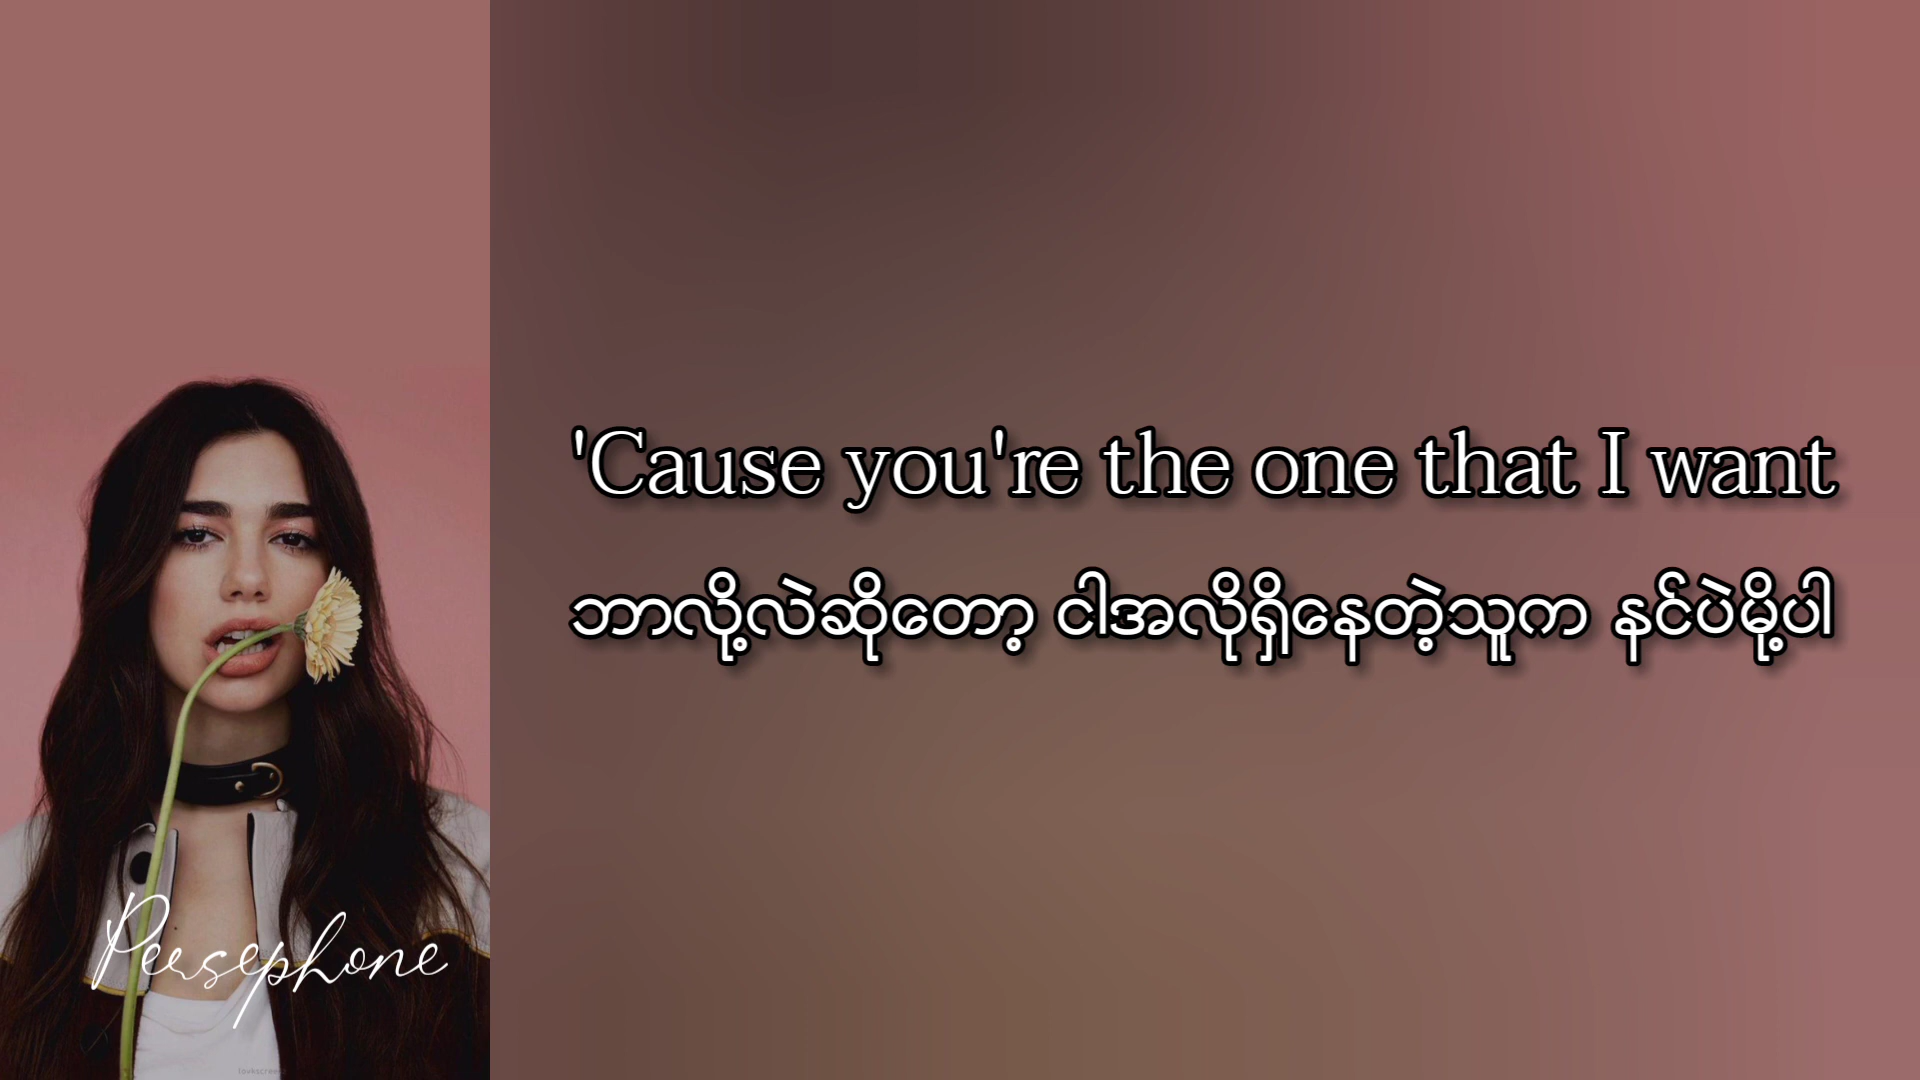 'Cause you're the one that I want
ဘာလို့လဲဆိုတော့ ငါအလိုရှိနေတဲ့သူက နင်ပဲမို့ပါ
Persephone